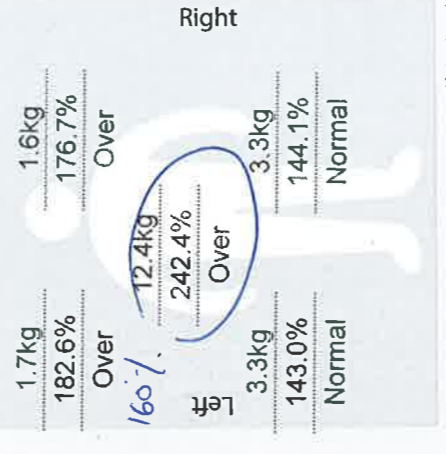 Right
1.6kg
176.7%
Over
3.3kg
144.1%
Normal
12.4kg
242.4%
Over
1.7kg
182.6%
Over
160%.
Left
3.3kg
143.0%
Normal